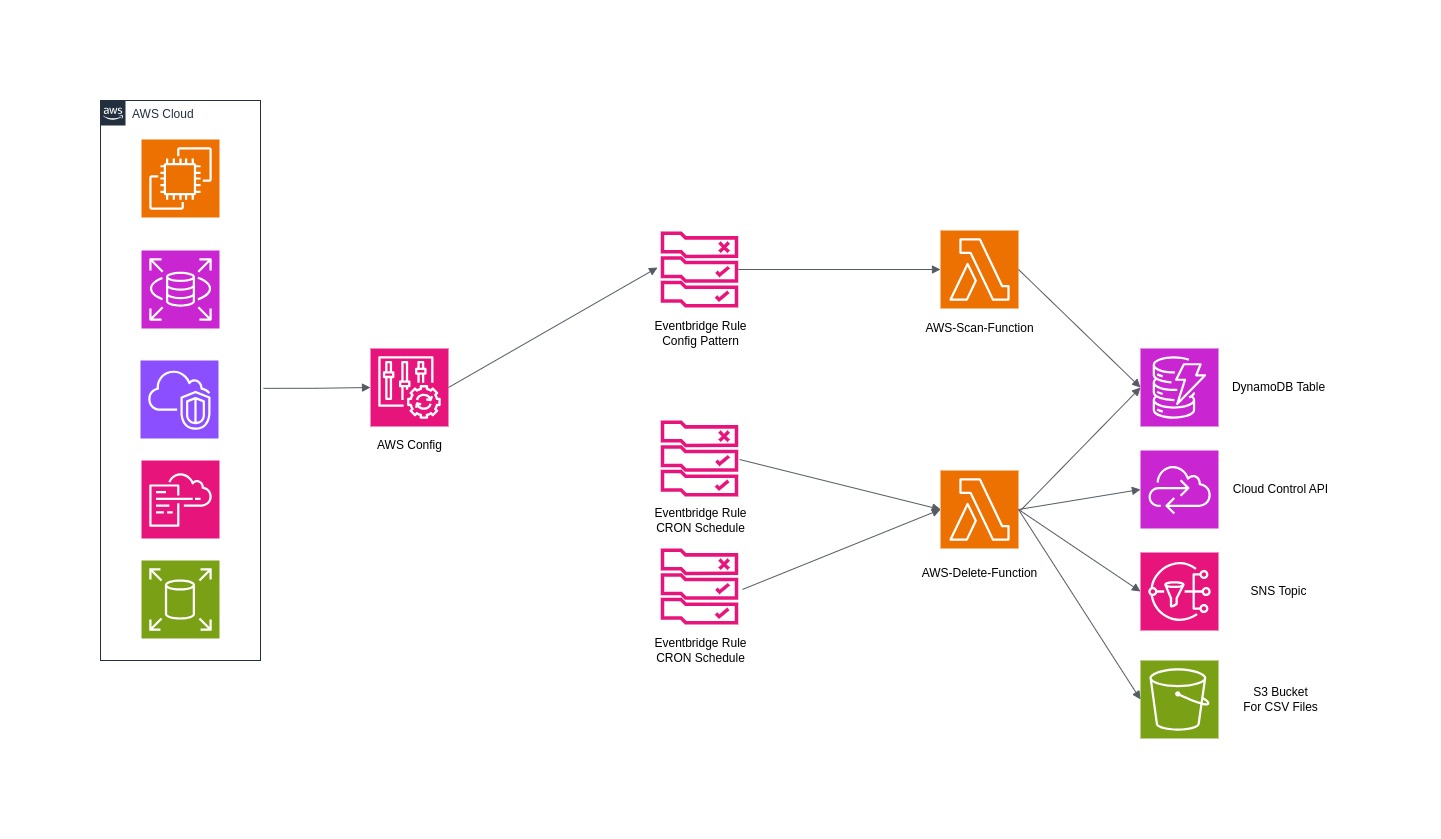 aws
AWS Cloud
AWS Config
Eventbridge Rule
Config Pattern
AWS-Scan-Function
Eventbridge Rule
CRON Schedule
Eventbridge Rule
CRON Schedule
AWS-Delete-Function
DynamoDB Table
Cloud Control API
SNS Topic
S3 Bucket
For CSV Files